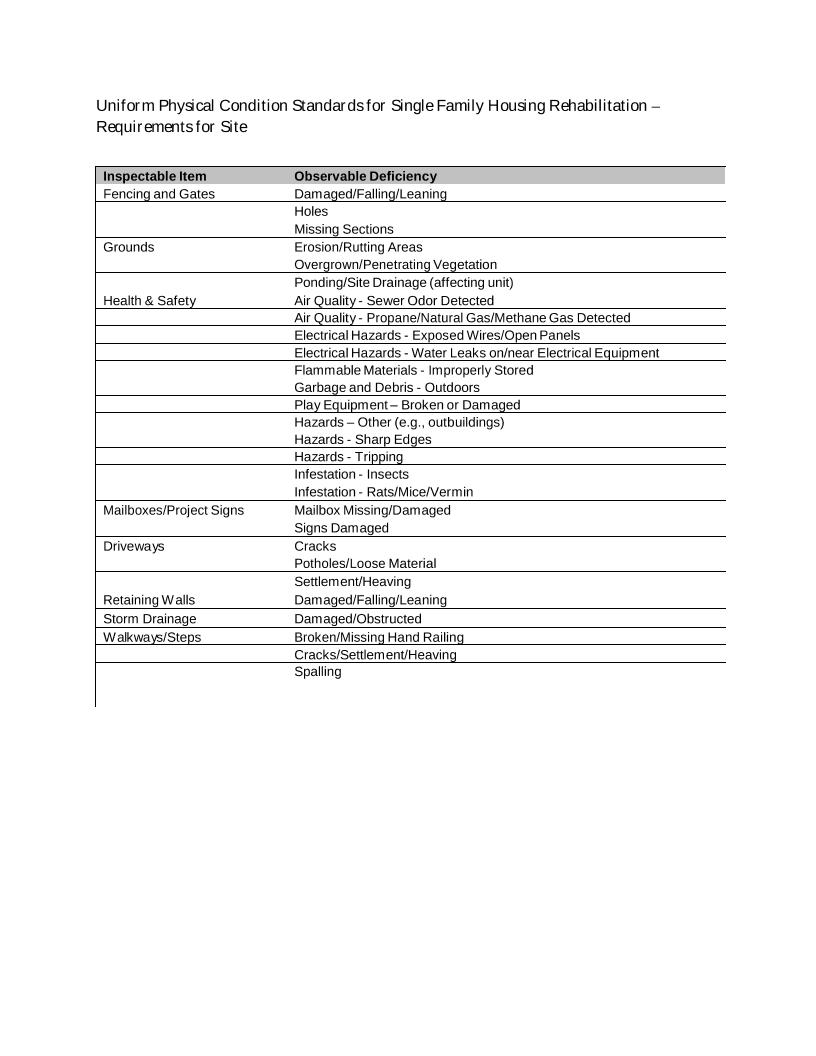 Uniform Physical Condition Standards for Single Family Housing Rehabilitation –
Requirements for Site
Inspectable Item Observable Deficiency
Fencing and Gates Damaged/Falling/Leaning
Holes
Missing Sections
Grounds Erosion/Rutting Areas
Overgrown/Penetrating Vegetation
Ponding/Site Drainage (affecting unit)
Health & Safety Air Quality - Sewer Odor Detected
Air Quality - Propane/Natural Gas/Methane Gas Detected
Electrical Hazards - Exposed Wires/Open Panels
Electrical Hazards - Water Leaks on/near Electrical Equipment
Flammable Materials - Improperly Stored
Garbage and Debris - Outdoors
Play Equipment – Broken or Damaged
Hazards – Other (e.g., outbuildings)
Hazards - Sharp Edges
Hazards - Tripping
Infestation - Insects
Infestation - Rats/Mice/Vermin
Mailboxes/Project Signs Mailbox Missing/Damaged
Signs Damaged
Driveways Cracks
Potholes/Loose Material
Settlement/Heaving
Retaining Walls Damaged/Falling/Leaning
Storm Drainage Damaged/Obstructed
Walkways/Steps Broken/Missing Hand Railing
Cracks/Settlement/Heaving
Spalling